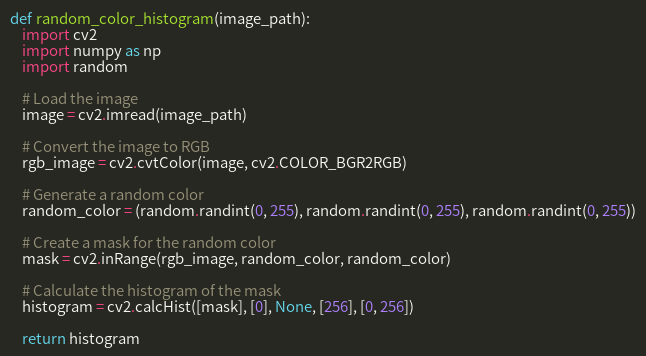 def random_color_histogram(image_path):
    import cv2
    import numpy as np
    import random

    # Load the image
    image = cv2.imread(image_path)

    # Convert the image to RGB
    rgb_image = cv2.cvtColor(image, cv2.COLOR_BGR2RGB)

    # Generate a random color
    random_color = (random.randint(0, 255), random.randint(0, 255), random.randint(0, 255))

    # Create a mask for the random color
    mask = cv2.inRange(rgb_image, random_color, random_color)

    # Calculate the histogram of the mask
    histogram = cv2.calcHist([mask], [0], None, [256], [0, 256])

    return histogram